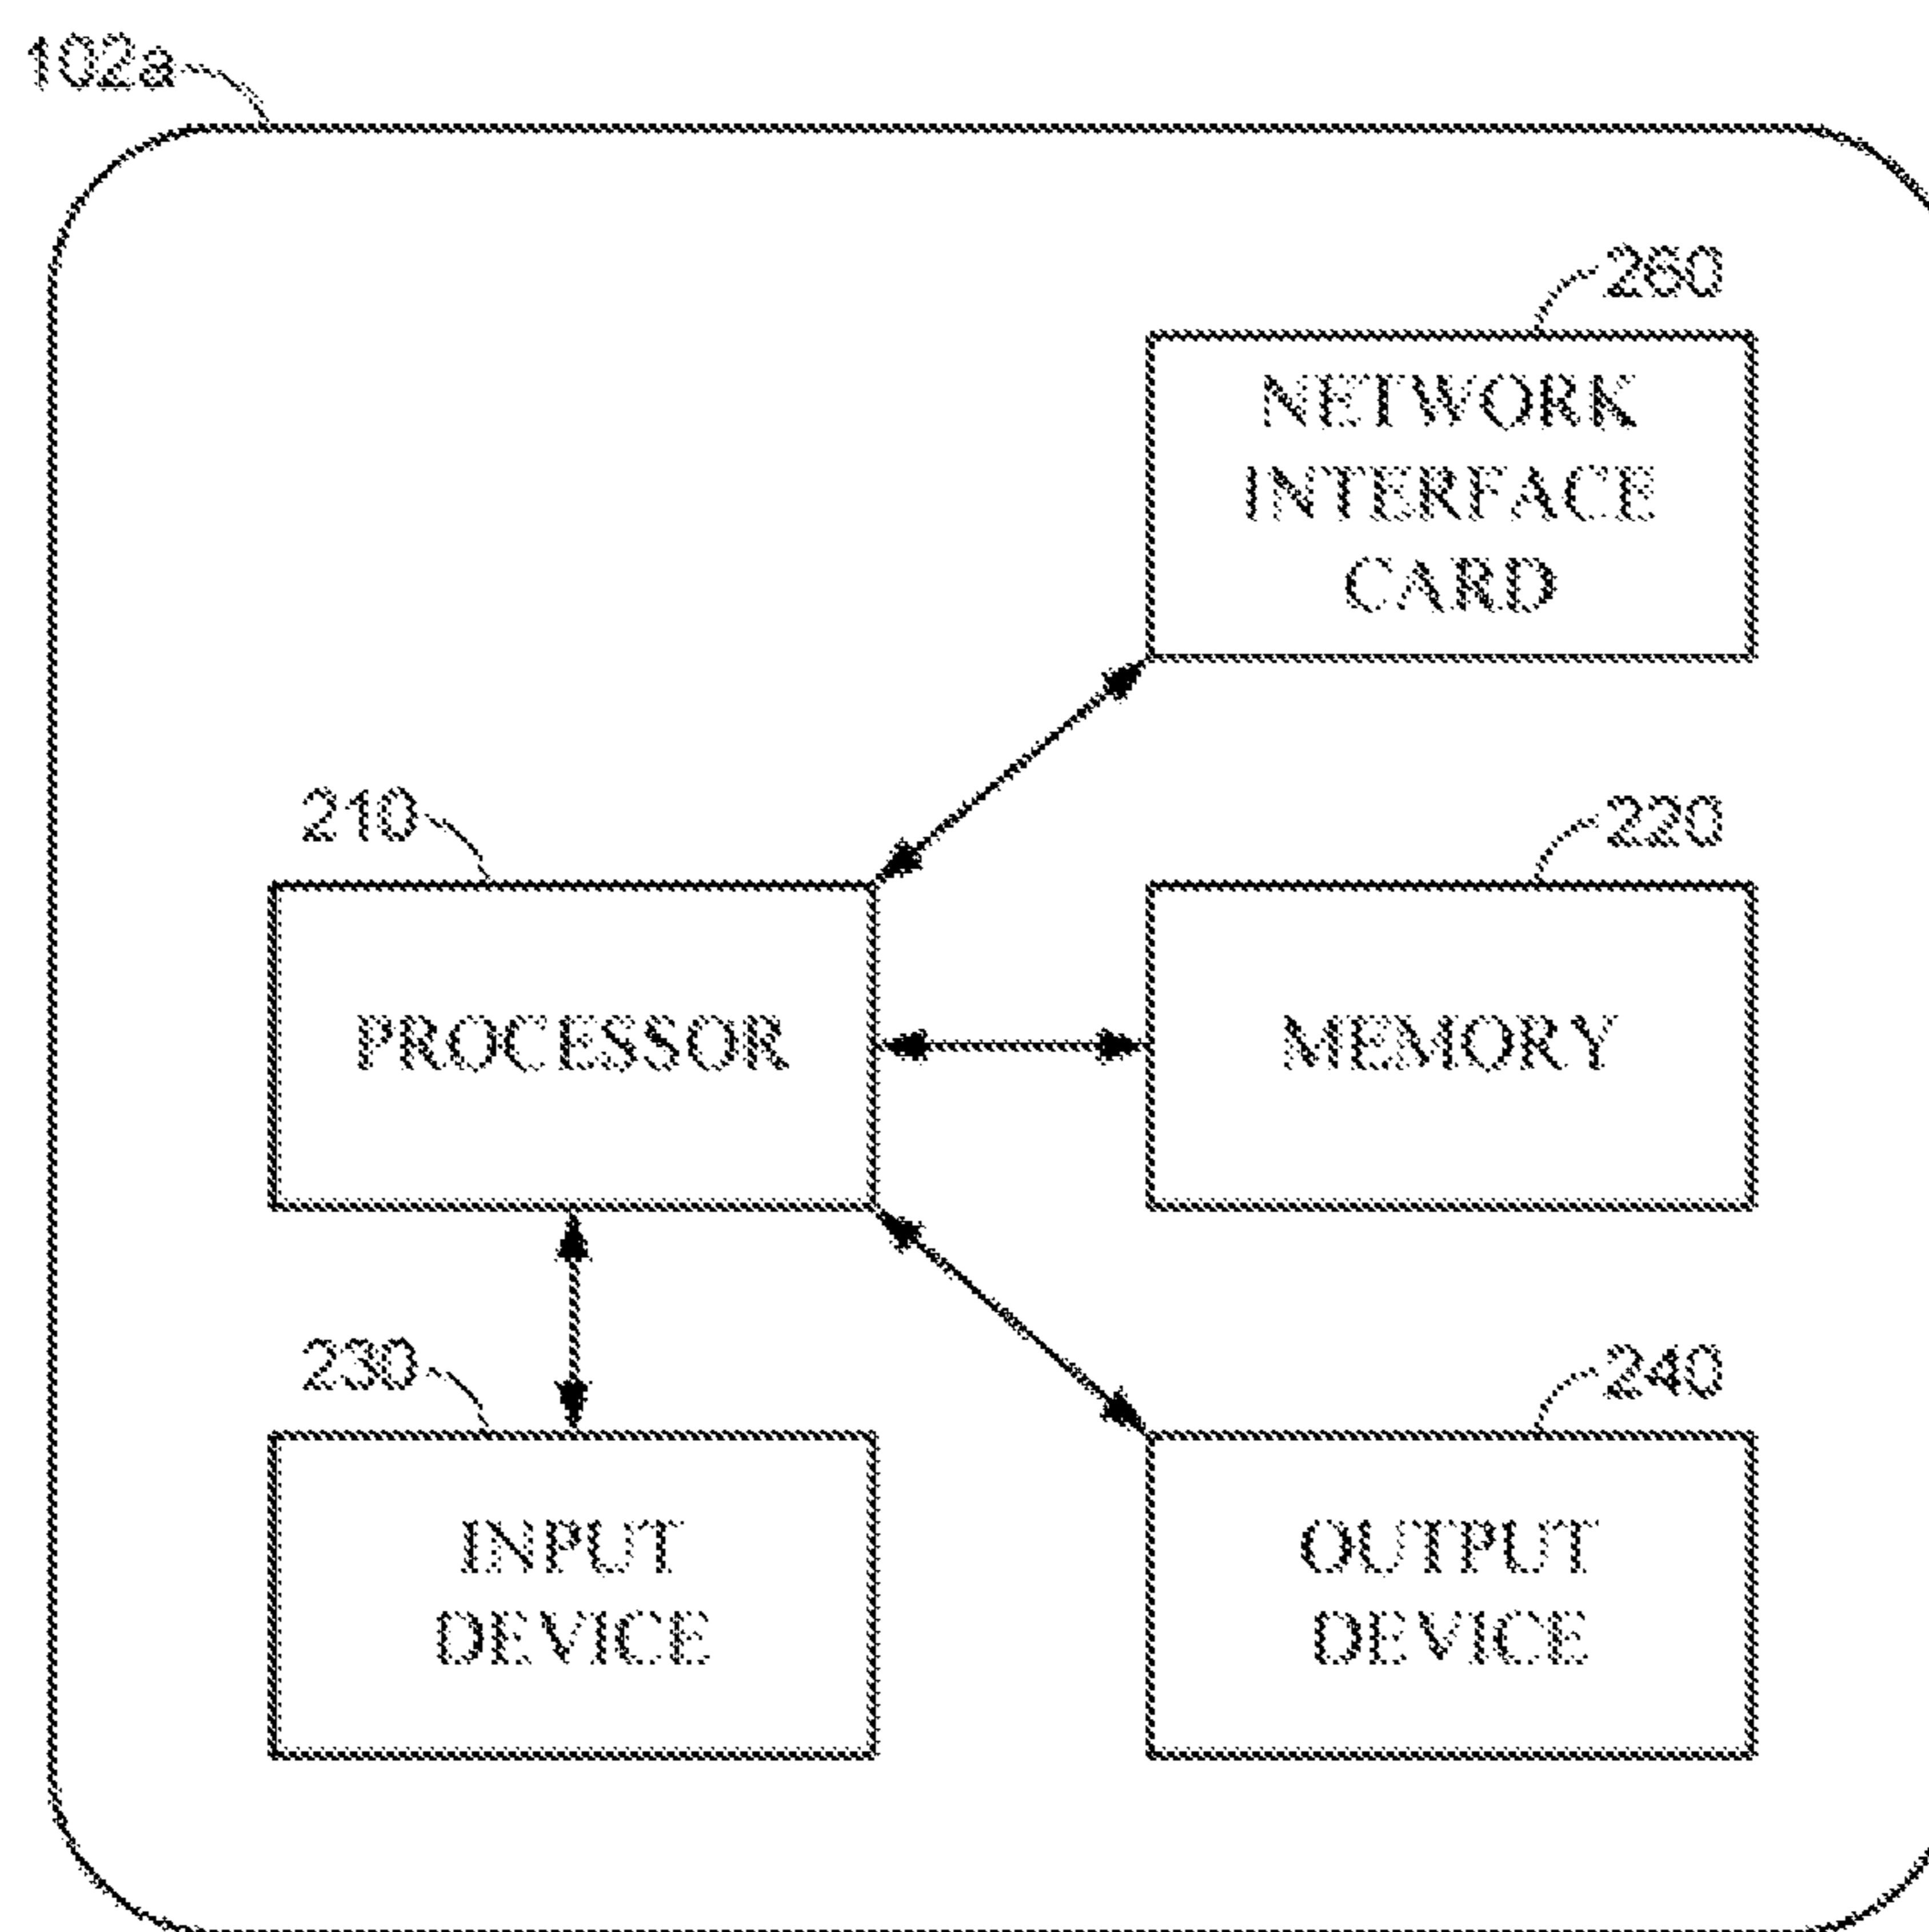 102a
260
NETWORK
INTERFACE
CARD
210
220
PROCESSOR
MEMORY
230
240
INPUT
DEVICE
OUTPUT
DEVICE